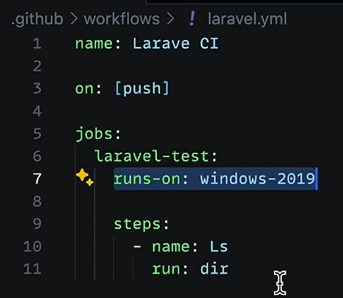 .github > workflows > ! laravel.yml
1 name: Larave CI
2
3 on: [push]
4
5 jobs:
6 laravel-test:
7 runs-on: windows-2019
8
9 steps:
10 - name: Ls
11 run: dir